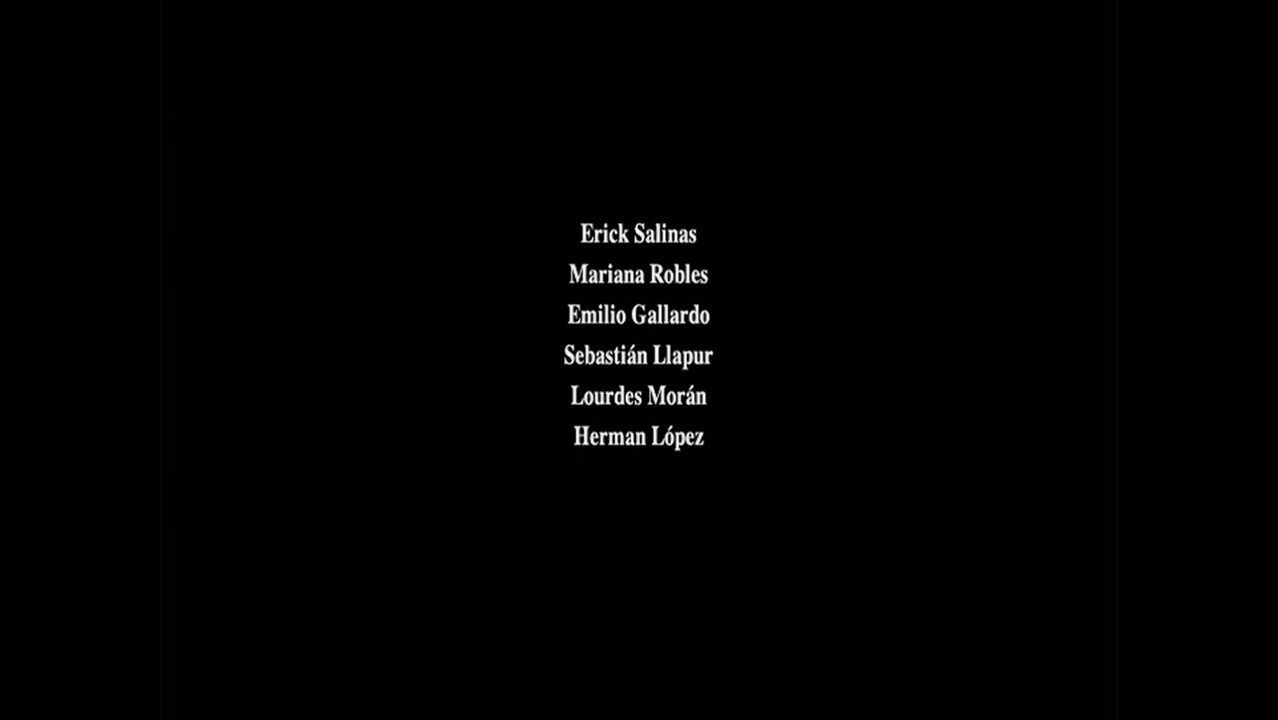 Erick Salinas
Mariana Robles
Emilio Gallardo
Sebastián Llapur
Lourdes Morán
Herman López